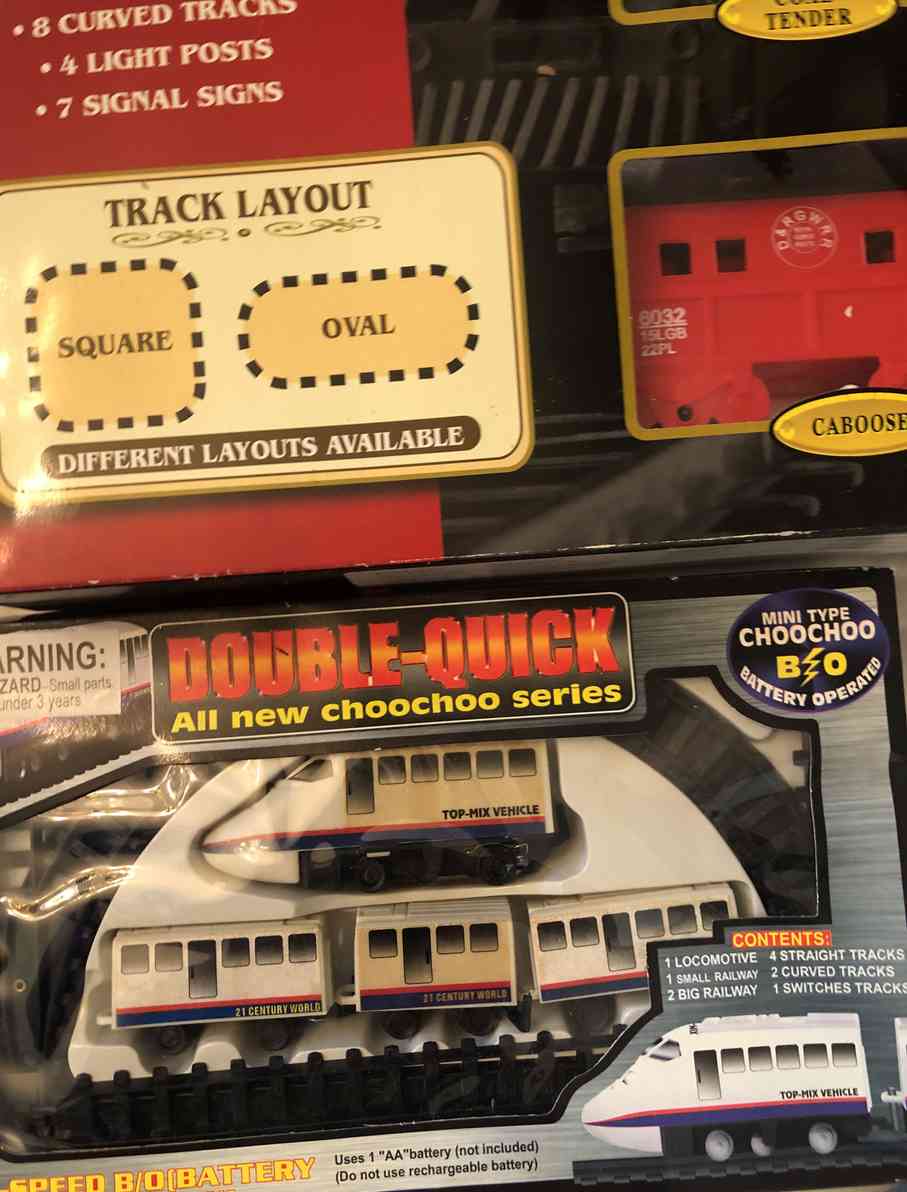 • 8 CURVED TRACKS
• 4 LIGHT POSTS
• 7 SIGNAL SIGNS
TENDER
TRACK LAYOUT
SQUARE
OVAL
DIFFERENT LAYOUTS AVAILABLE
D&RGWRR
6032
15LGB
22PL
CABOOSE
ARNING:
ZARD-Small parts
under 3 years
DOUBLE-QUICK
All new choochoo series
MINI TYPE
CHOOCHOO
B/O
BATTERY OPERATED
TOP-MIX VEHICLE
21 CENTURY WORLD
21 CENTURY WORLD
CONTENTS:
1 LOCOMOTIVE 4 STRAIGHT TRACKS
1 SMALL RAILWAY 2 CURVED TRACKS
2 BIG RAILWAY 1 SWITCHES TRACKS
TOP-MIX VEHICLE
SPEED B/O(BATTERY
Uses 1 "AA"battery (not included)
(Do not use rechargeable battery)